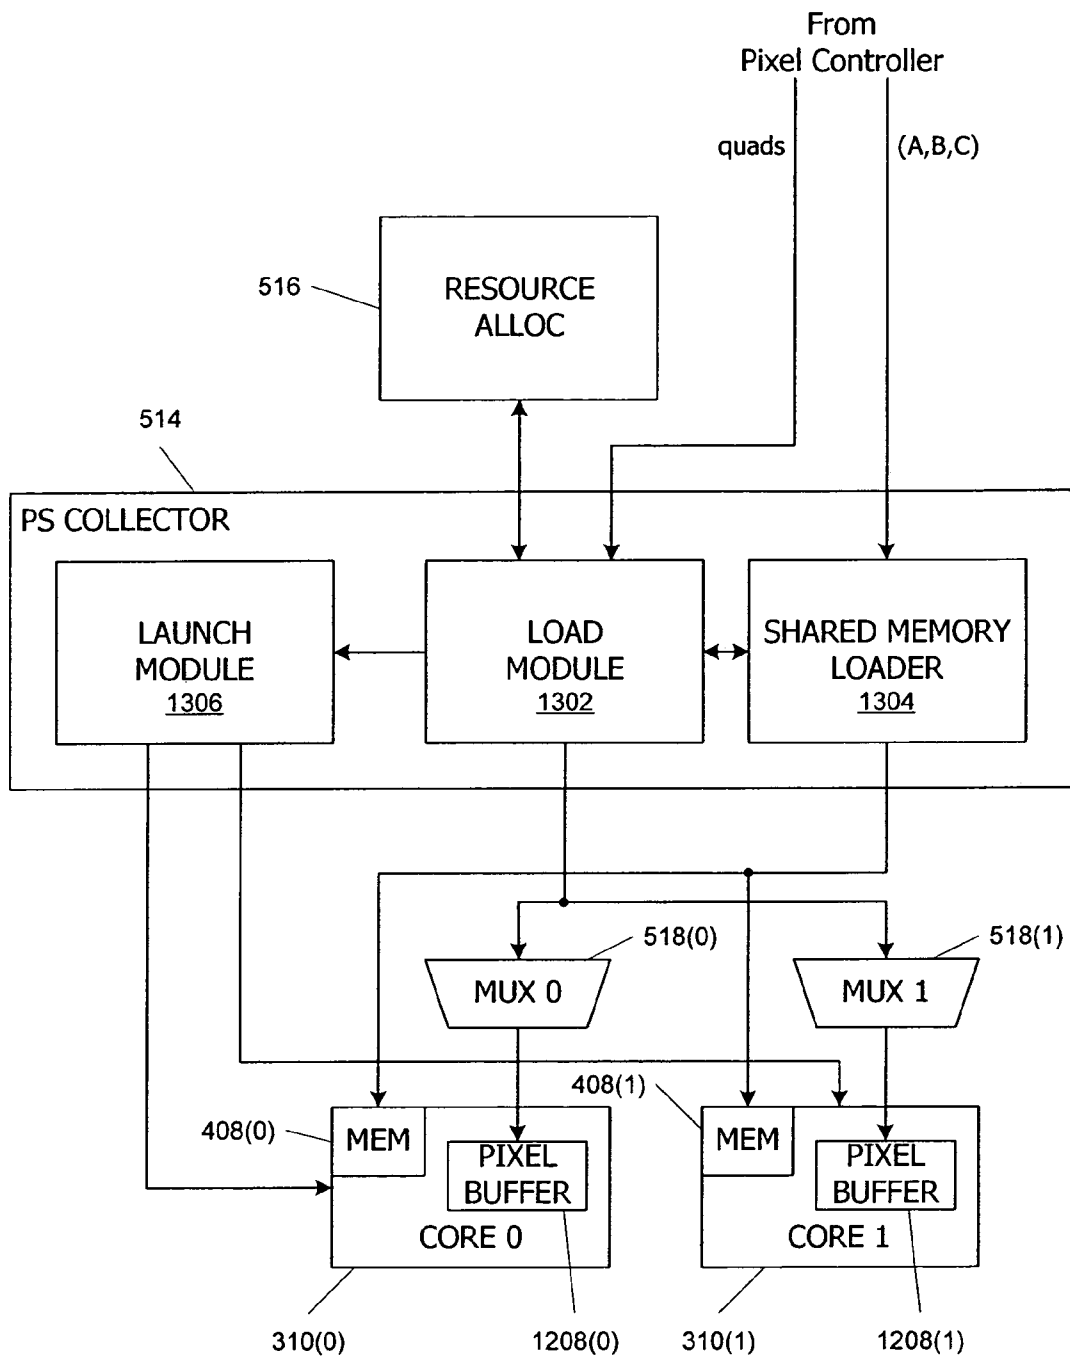 From
Pixel Controller
quads
(A,B,C)
516
RESOURCE
ALLOC
514
PS COLLECTOR
LAUNCH
MODULE
1306
LOAD
MODULE
1302
SHARED MEMORY
LOADER
1304
518(0)
518(1)
MUX 0
MUX 1
408(0)
408(1)
MEM
PIXEL
BUFFER
CORE 0
MEM
PIXEL
BUFFER
CORE 1
310(0)
1208(0)
310(1)
1208(1)